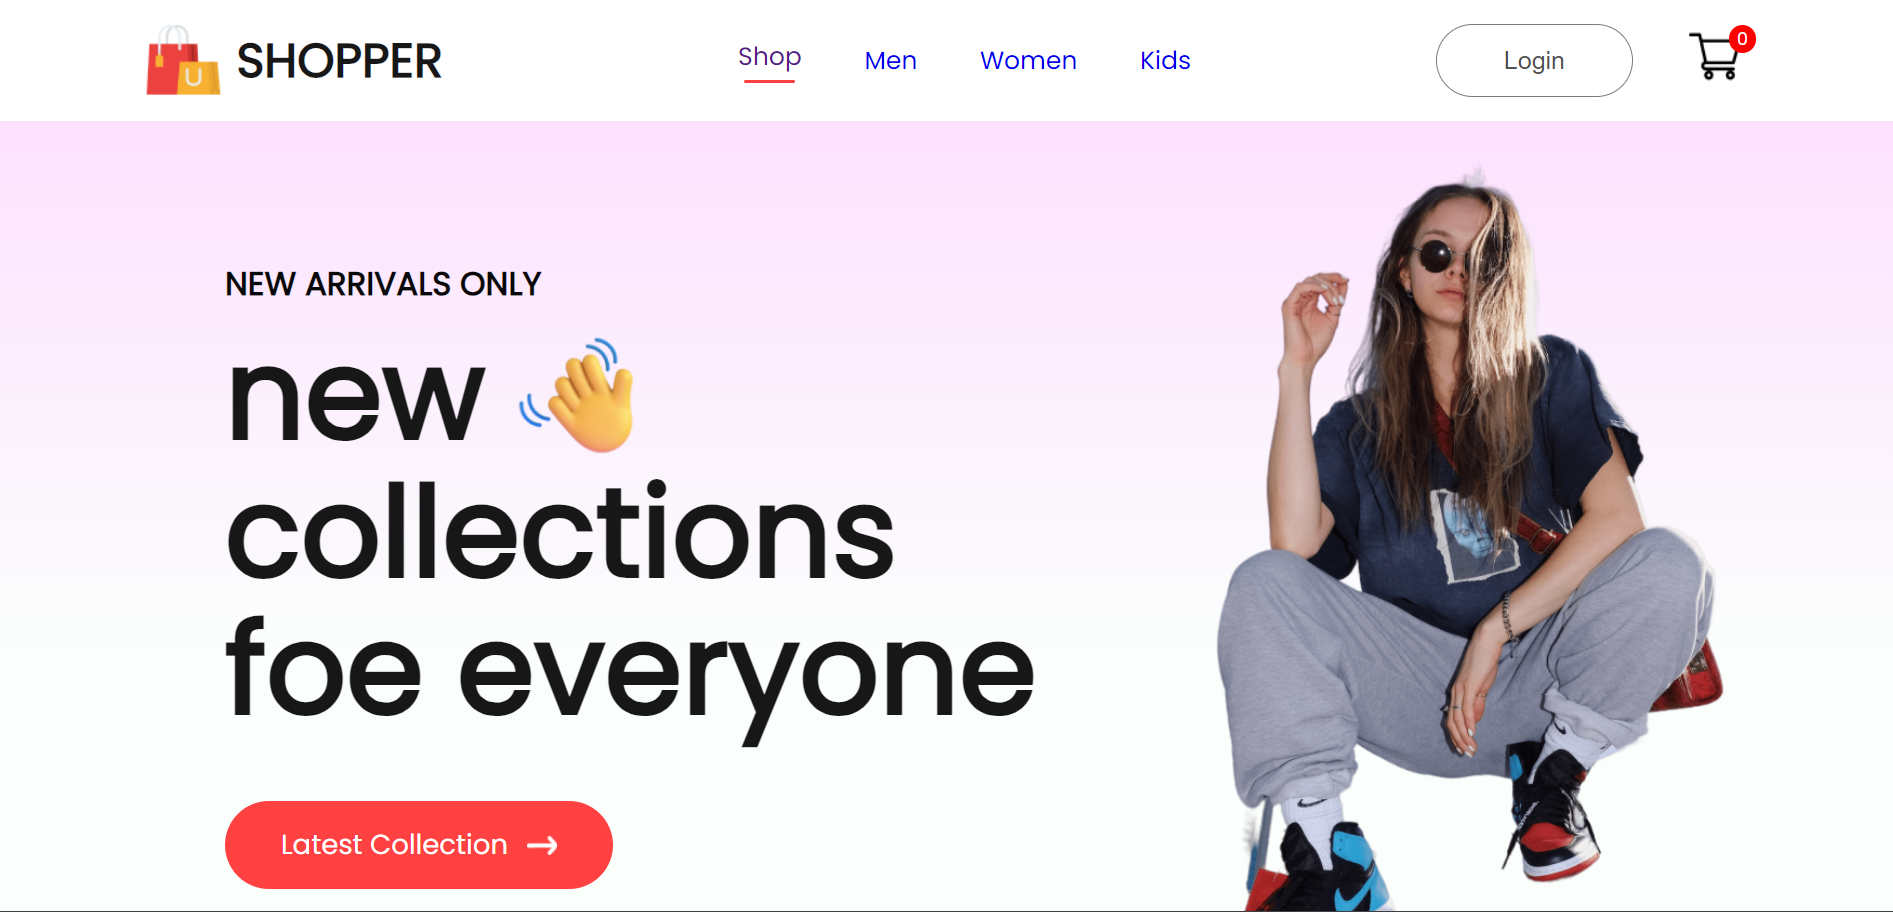 SHOPPER
Shop
Men
Women
Kids
Login
0
NEW ARRIVALS ONLY
new
collections
foe everyone
Latest Collection